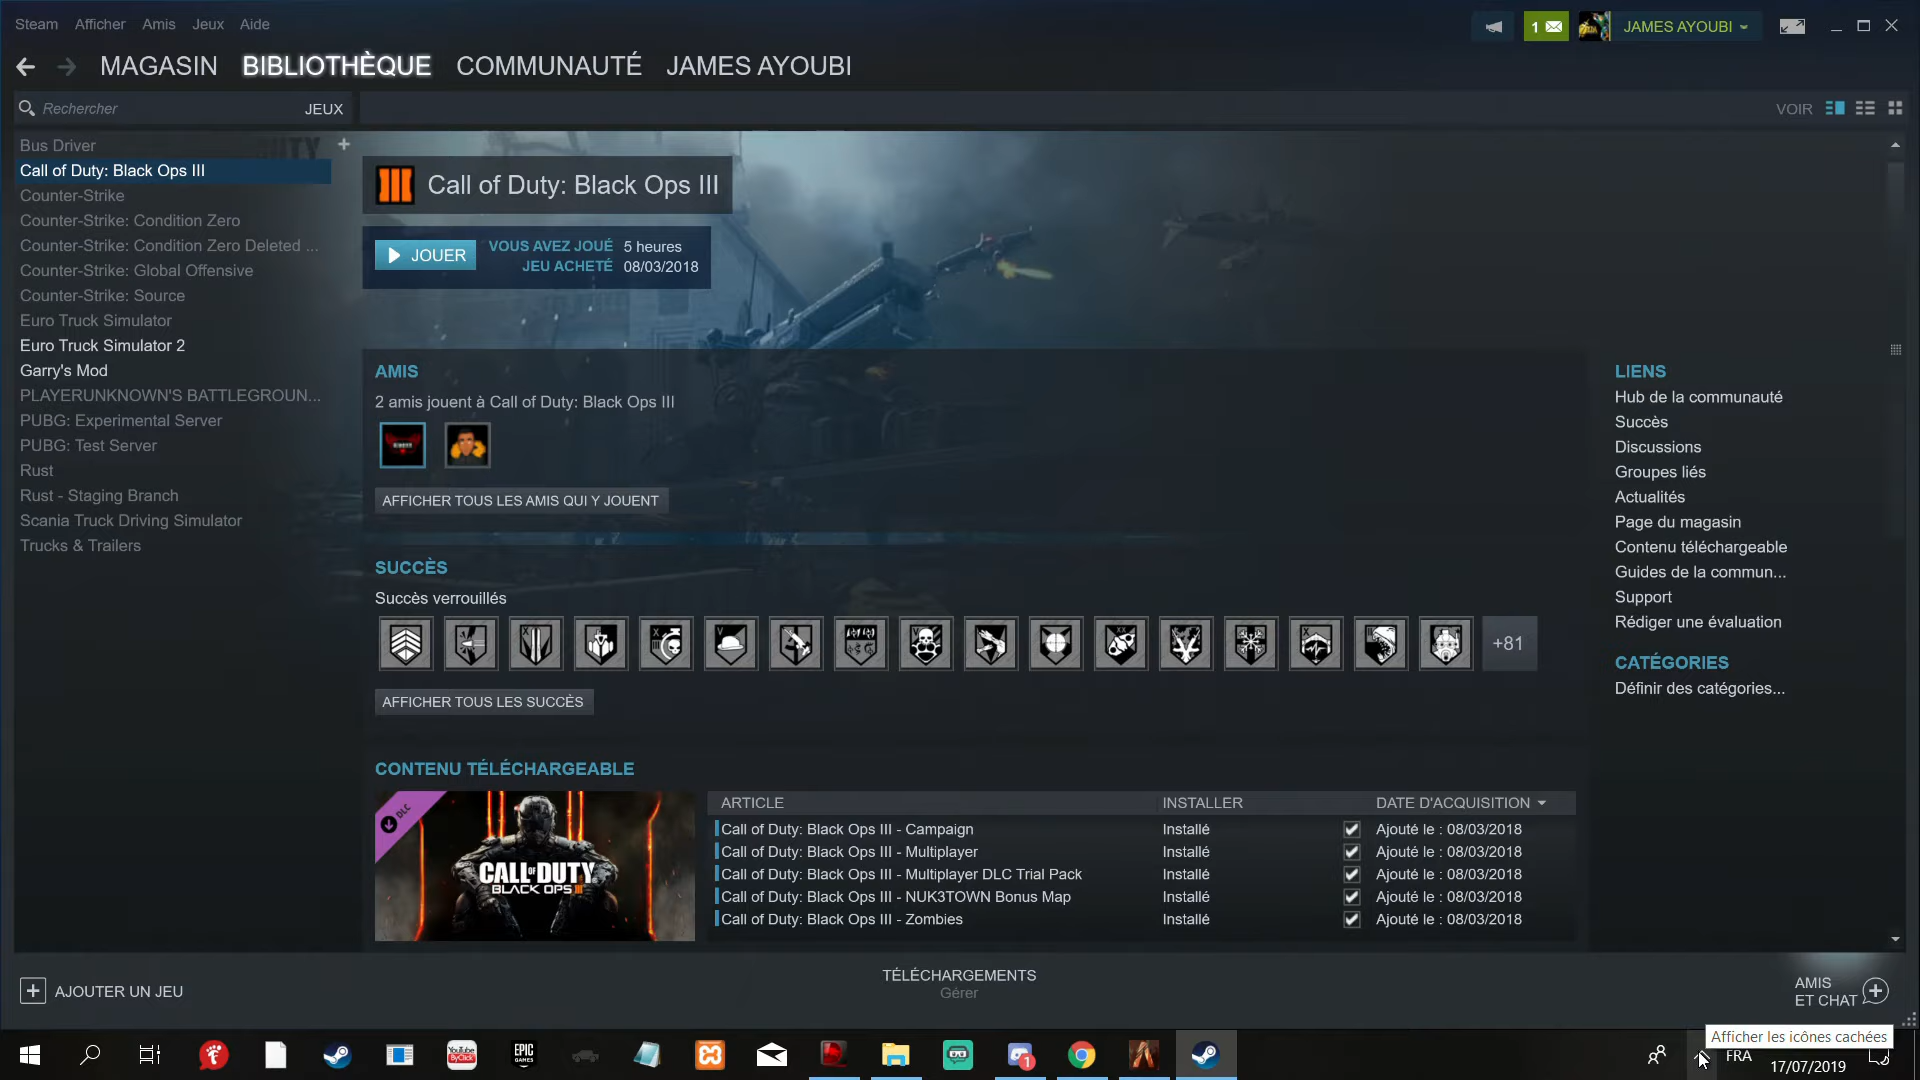 Steam Afficher Amis Jeux Aide
1 JAMES AYOUBI
MAGASIN BIBLIOTHÈQUE COMMUNAUTÉ JAMES AYOUBI
Rechercher JEUX
VOIR
Bus Driver
Call of Duty: Black Ops III
Counter-Strike
Counter-Strike: Condition Zero
Counter-Strike: Condition Zero Deleted ...
Counter-Strike: Global Offensive
Counter-Strike: Source
Euro Truck Simulator
Euro Truck Simulator 2
Garry's Mod
PLAYERUNKNOWN'S BATTLEGROUN...
PUBG: Experimental Server
PUBG: Test Server
Rust
Rust - Staging Branch
Scania Truck Driving Simulator
Trucks & Trailers
Call of Duty: Black Ops III
JOUER
VOUS AVEZ JOUÉ 5 heures
JEU ACHETÉ 08/03/2018
AMIS
2 amis jouent à Call of Duty: Black Ops III
AFFICHER TOUS LES AMIS QUI Y JOUENT
SUCCÈS
Succès verrouillés
+81
AFFICHER TOUS LES SUCCÈS
CONTENU TÉLÉCHARGEABLE
DLC
CALL OF DUTY
BLACK OPS III
ARTICLE INSTALLER DATE D'ACQUISITION
Call of Duty: Black Ops III - Campaign Installé Ajouté le : 08/03/2018
Call of Duty: Black Ops III - Multiplayer Installé Ajouté le : 08/03/2018
Call of Duty: Black Ops III - Multiplayer DLC Trial Pack Installé Ajouté le : 08/03/2018
Call of Duty: Black Ops III - NUK3TOWN Bonus Map Installé Ajouté le : 08/03/2018
Call of Duty: Black Ops III - Zombies Installé Ajouté le : 08/03/2018
LIENS
Hub de la communauté
Succès
Discussions
Groupes liés
Actualités
Page du magasin
Contenu téléchargeable
Guides de la commun...
Support
Rédiger une évaluation
CATÉGORIES
Définir des catégories...
AJOUTER UN JEU
TÉLÉCHARGEMENTS
Gérer
AMIS
ET CHAT
Afficher les icônes cachées
YouTube
ByClick
EPIC
GAMES
1
FRA
17/07/2019